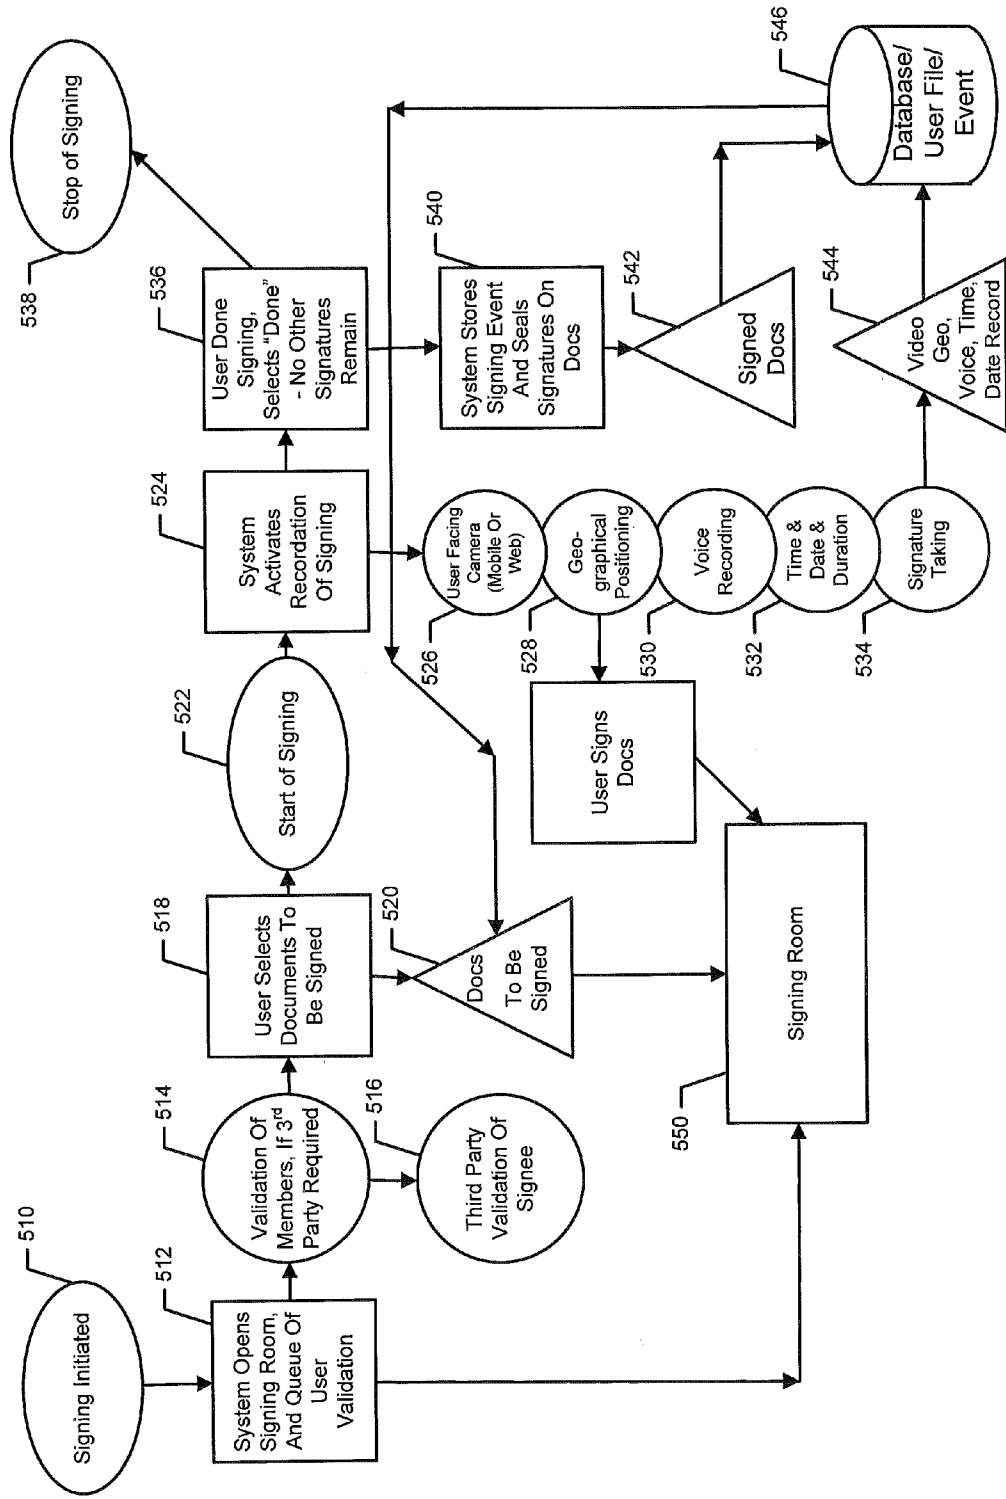 510
Signing Initiated
512
System Opens
Signing Room,
And Queue Of
User
Validation
514
Validation Of
Members, If 3rd
Party Required
516
Third Party
Validation Of
Signee
518
User Selects
Documents To
Be Signed
520
Docs
To Be
Signed
522
Start of Signing
524
System
Activates
Recordation
Of Signing
526
User Facing
Camera
(Mobile Or
Web)
528
Geo-
graphical
Positioning
530
Voice
Recording
532
Time &
Date &
Duration
534
Signature
Taking
User Signs
Docs
550
Signing Room
536
User Done
Signing,
Selects "Done"
- No Other
Signatures
Remain
538
Stop of Signing
540
System Stores
Signing Event
And Seals
Signatures On
Docs
542
Signed
Docs
544
Video
Geo,
Voice, Time,
Date Record
546
Database/
User File/
Event